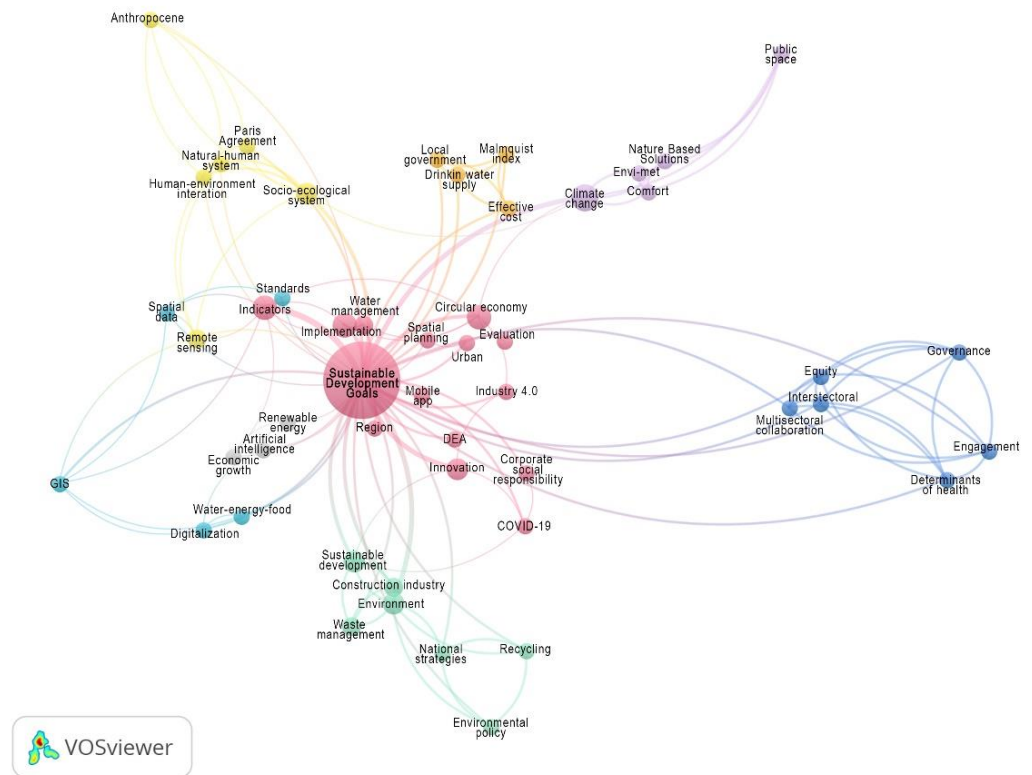 Anthropocene
Public
space
Paris
Agreement
Natural-human
system
Human-environment
interation
Socio-ecological
system
Local
government
Drinkin water
supply
Malmquist
index
Effective
cost
Nature Based
Solutions
Envi-met
Comfort
Climate
change
Standards
Indicators
Spatial
data
Remote
sensing
Water
management
Implementation
Spatial
planning
Circular economy
Evaluation
Urban
Sustainable
Development
Goals
Mobile
app
Industry 4.0
Region
Renewable
energy
Artificial
intelligence
Economic
growth
DEA
Innovation
Corporate
social
responsibility
COVID-19
Governance
Equity
Interstectoral
Multisectoral
collaboration
Engagement
Determinants
of health
GIS
Water-energy-food
Digitalization
Sustainable
development
Construction industry
Environment
Waste
management
National
strategies
Recycling
Environmental
policy
VOSviewer